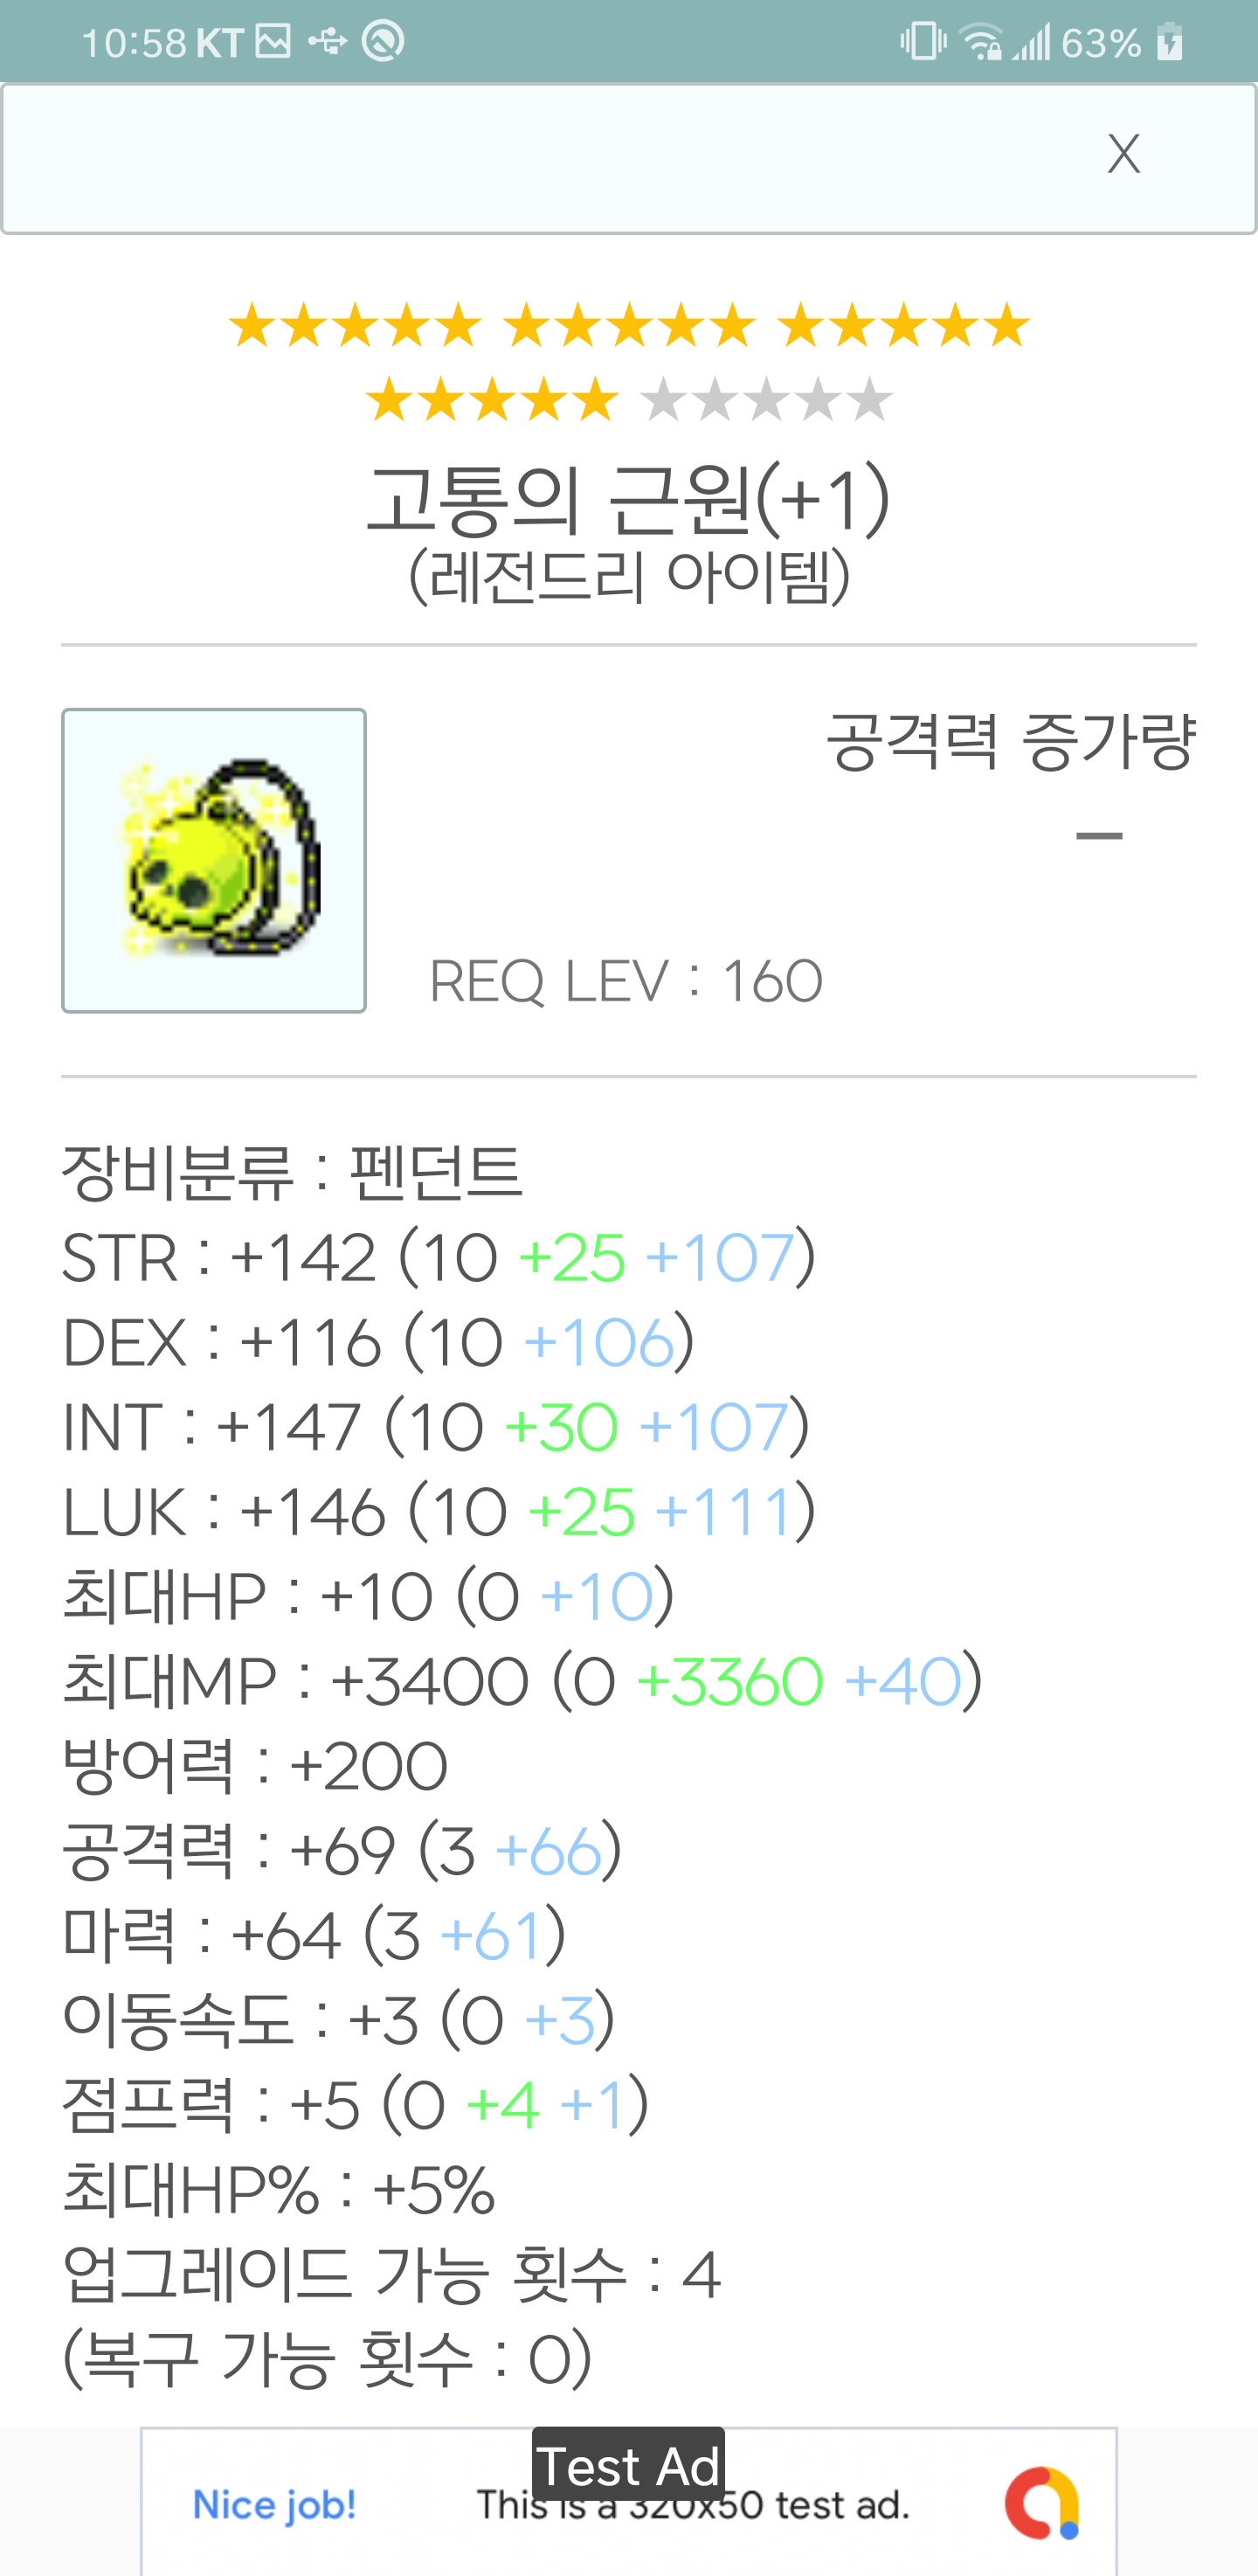 10:58 KT 63%
X
★★★★★ ★★★★★ ★★★★★
★★★★★ ★★★★★
고통의 근원(+1)
(레전드리 아이템)
공격력 증가량
–
REQ LEV : 160
장비분류 : 펜던트
STR : +142 (10 +25 +107)
DEX : +116 (10 +106)
INT : +147 (10 +30 +107)
LUK : +146 (10 +25 +111)
최대HP : +10 (0 +10)
최대MP : +3400 (0 +3360 +40)
방어력 : +200
공격력 : +69 (3 +66)
마력 : +64 (3 +61)
이동속도 : +3 (0 +3)
점프력 : +5 (0 +4 +1)
최대HP% : +5%
업그레이드 가능 횟수 : 4
(복구 가능 횟수 : 0)
Test Ad
Nice job! This is a 320x50 test ad.